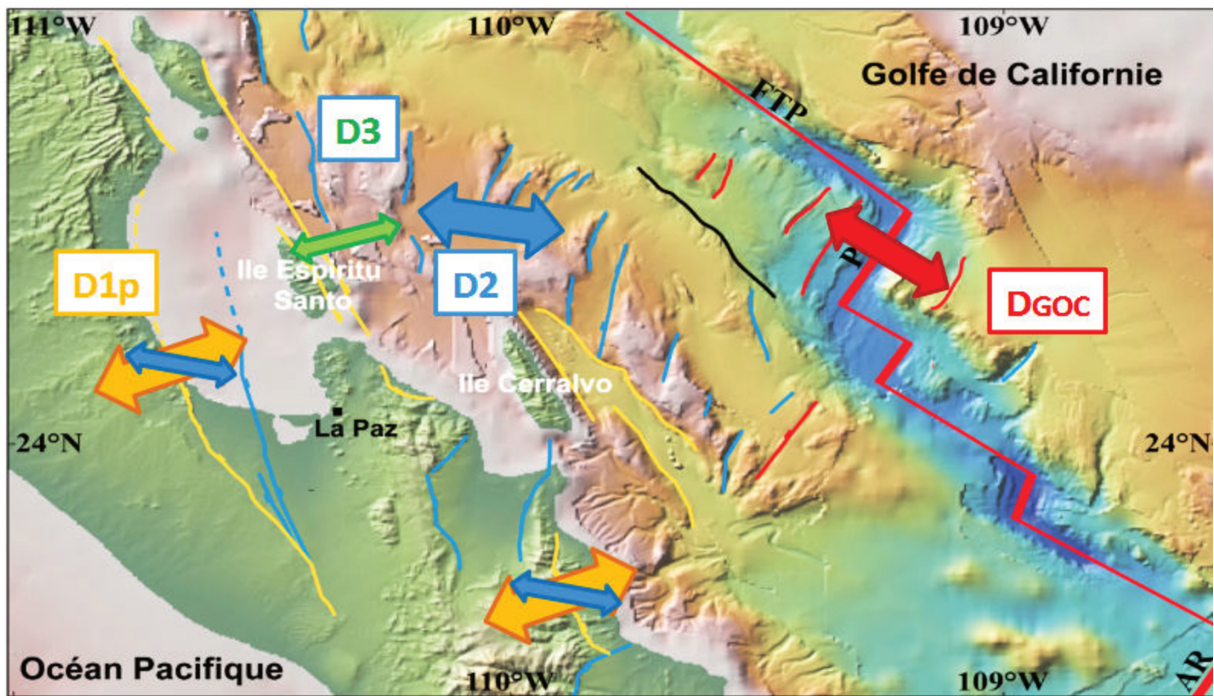 111°W
110°W
109°W
Golfe de Californie
FTP
D3
Ile Espiritu
Santo
D1p
D2
P
DGOC
Ile Cerralvo
La Paz
24°N
24°N
Océan Pacifique
110°W
109°W
AR